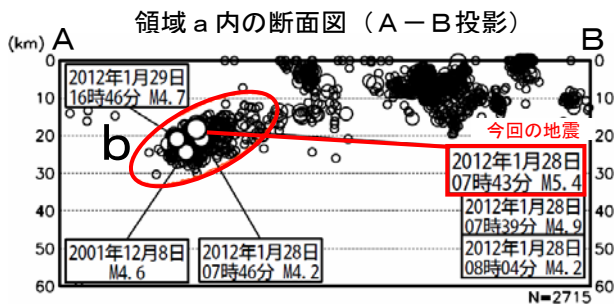 領域a内の断面図（A－B投影）
(km) A B
0 0
10 10
20 20
30 30
40 40
50 50
60 60
2012年1月29日
16時46分 M4.7
b
今回の地震
2012年1月28日
07時43分 M5.4
2012年1月28日
07時39分 M4.9
2012年1月28日
08時04分 M4.2
2001年12月8日
M4.6
2012年1月28日
07時46分 M4.2
N=2715